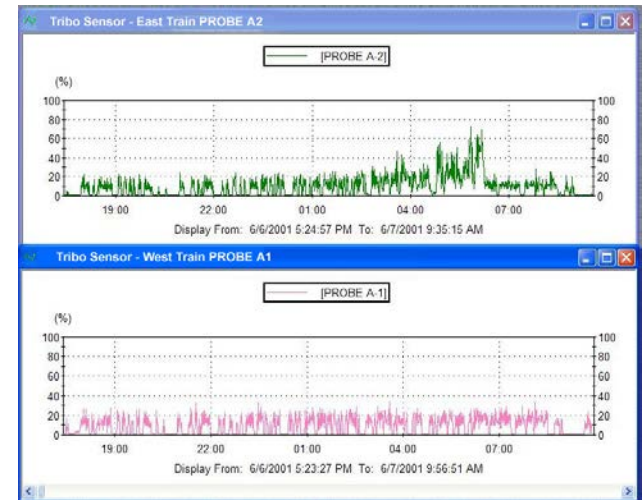 Tribo Sensor - East Train PROBE A2
[PROBE A-2]
(%)
100 100
80 80
60 60
40 40
20 20
0 0
19:00 22:00 01:00 04:00 07:00
Display From: 6/6/2001 5:24:57 PM To: 6/7/2001 9:35:15 AM
Tribo Sensor - West Train PROBE A1
[PROBE A-1]
(%)
100 100
80 80
60 60
40 40
20 20
0 0
19:00 22:00 01:00 04:00 07:00
Display From: 6/6/2001 5:23:27 PM To: 6/7/2001 9:56:51 AM